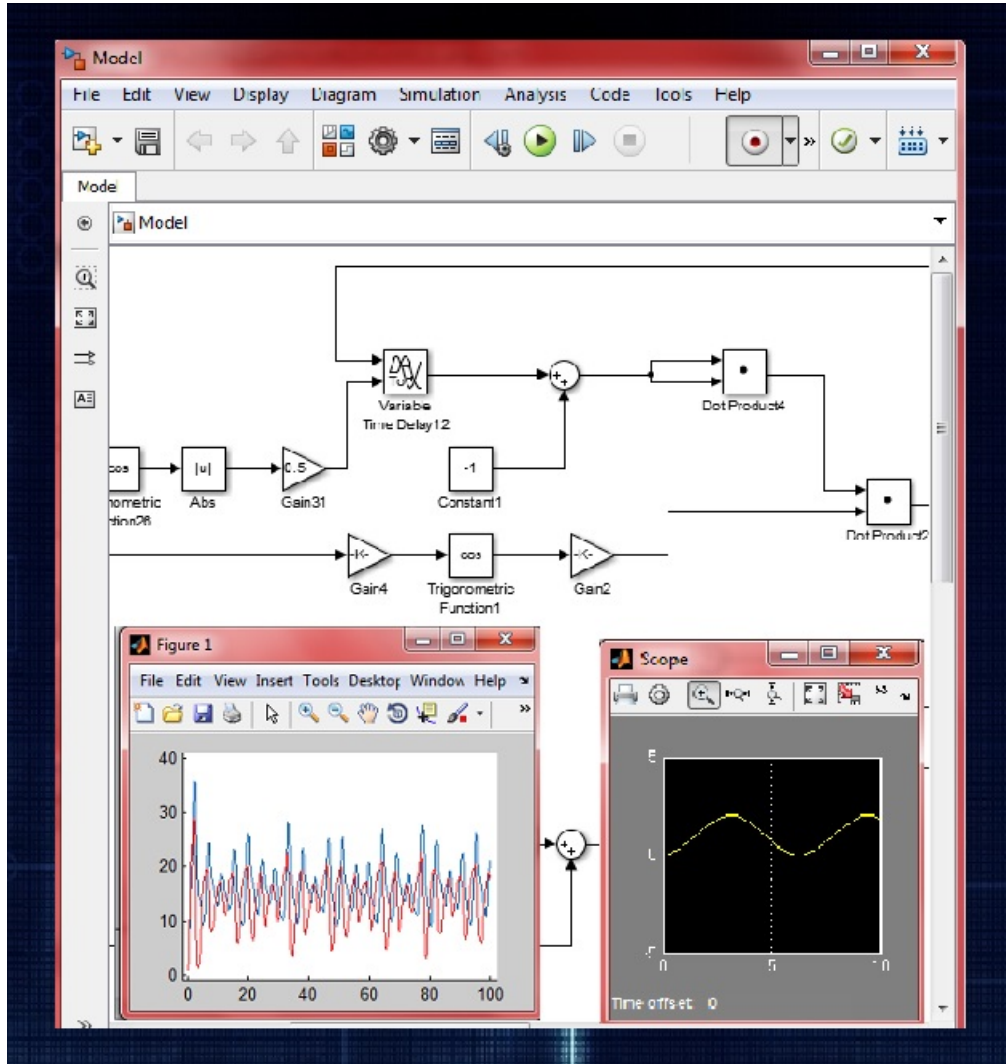 Model
File Edit View Display Diagram Simulation Analysis Code Tools Help
Model
Model
Variable
Time Delay12
Dot Product4
cos
|u|
0.5
-1
nometric
ction26
Abs
Gain31
Constant1
Dot Product2
-K-
cos
-K-
Gain4
Trigonometric
Function1
Gain2
Figure 1
File Edit View Insert Tools Desktop Window Help
40
30
20
10
0
0 20 40 60 80 100
Scope
5
0
-5
0 5 10
Time offset: 0